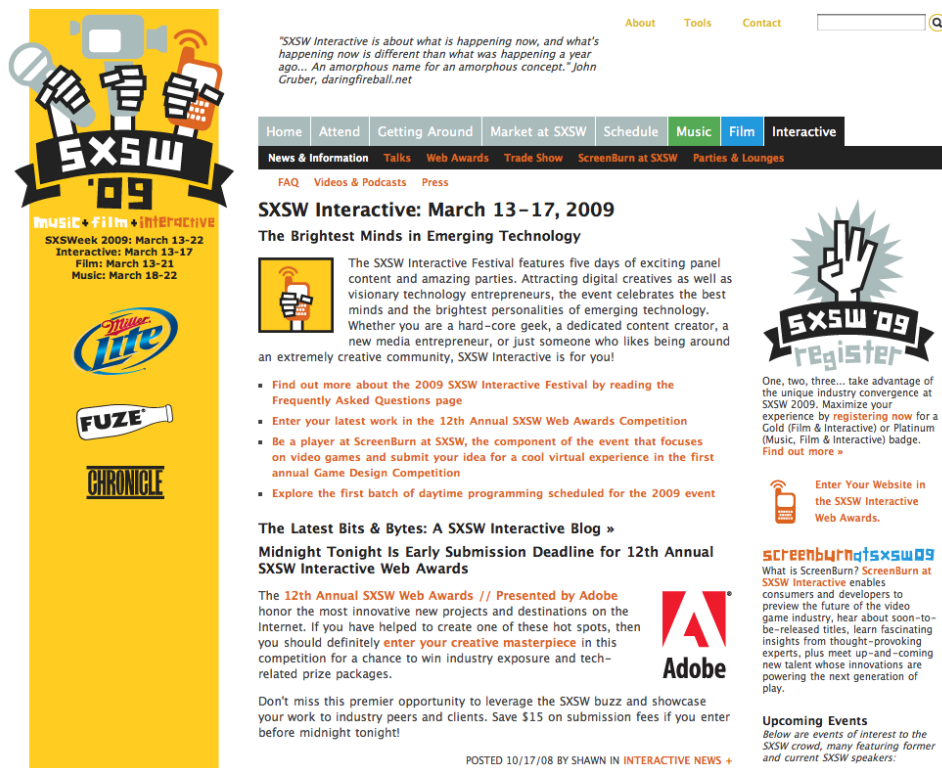 SXSW
'09
music+film+interactive
SXSWeek 2009: March 13-22
Interactive: March 13-17
Film: March 13-21
Music: March 18-22
Miller
Lite
FUZE®
CHRONICLE
About Tools Contact
"SXSW Interactive is about what is happening now, and what's
happening now is different than what was happening a year
ago... An amorphous name for an amorphous concept." John
Gruber, daringfireball.net
Home Attend Getting Around Market at SXSW Schedule Music Film Interactive
News & Information Talks Web Awards Trade Show ScreenBurn at SXSW Parties & Lounges
FAQ Videos & Podcasts Press
SXSW Interactive: March 13-17, 2009
The Brightest Minds in Emerging Technology
The SXSW Interactive Festival features five days of exciting panel
content and amazing parties. Attracting digital creatives as well as
visionary technology entrepreneurs, the event celebrates the best
minds and the brightest personalities of emerging technology.
Whether you are a hard-core geek, a dedicated content creator, a
new media entrepreneur, or just someone who likes being around
an extremely creative community, SXSW Interactive is for you!
Find out more about the 2009 SXSW Interactive Festival by reading the
Frequently Asked Questions page
Enter your latest work in the 12th Annual SXSW Web Awards Competition
Be a player at ScreenBurn at SXSW, the component of the event that focuses
on video games and submit your idea for a cool virtual experience in the first
annual Game Design Competition
Explore the first batch of daytime programming scheduled for the 2009 event
The Latest Bits & Bytes: A SXSW Interactive Blog »
Midnight Tonight Is Early Submission Deadline for 12th Annual
SXSW Interactive Web Awards
The 12th Annual SXSW Web Awards // Presented by Adobe
honor the most innovative new projects and destinations on the
Internet. If you have helped to create one of these hot spots, then
you should definitely enter your creative masterpiece in this
competition for a chance to win industry exposure and tech-
related prize packages.
Adobe
Don't miss this premier opportunity to leverage the SXSW buzz and showcase
your work to industry peers and clients. Save $15 on submission fees if you enter
before midnight tonight!
POSTED 10/17/08 BY SHAWN IN INTERACTIVE NEWS +
SXSW '09
register
One, two, three... take advantage of
the unique industry convergence at
SXSW 2009. Maximize your
experience by registering now for a
Gold (Film & Interactive) or Platinum
(Music, Film & Interactive) badge.
Find out more »
Enter Your Website in
the SXSW Interactive
Web Awards.
screenburnatsxsw09
What is ScreenBurn? ScreenBurn at
SXSW Interactive enables
consumers and developers to
preview the future of the video
game industry, hear about soon-to-
be-released titles, learn fascinating
insights from thought-provoking
experts, plus meet up-and-coming
new talent whose innovations are
powering the next generation of
play.
Upcoming Events
Below are events of interest to the
SXSW crowd, many featuring former
and current SXSW speakers: